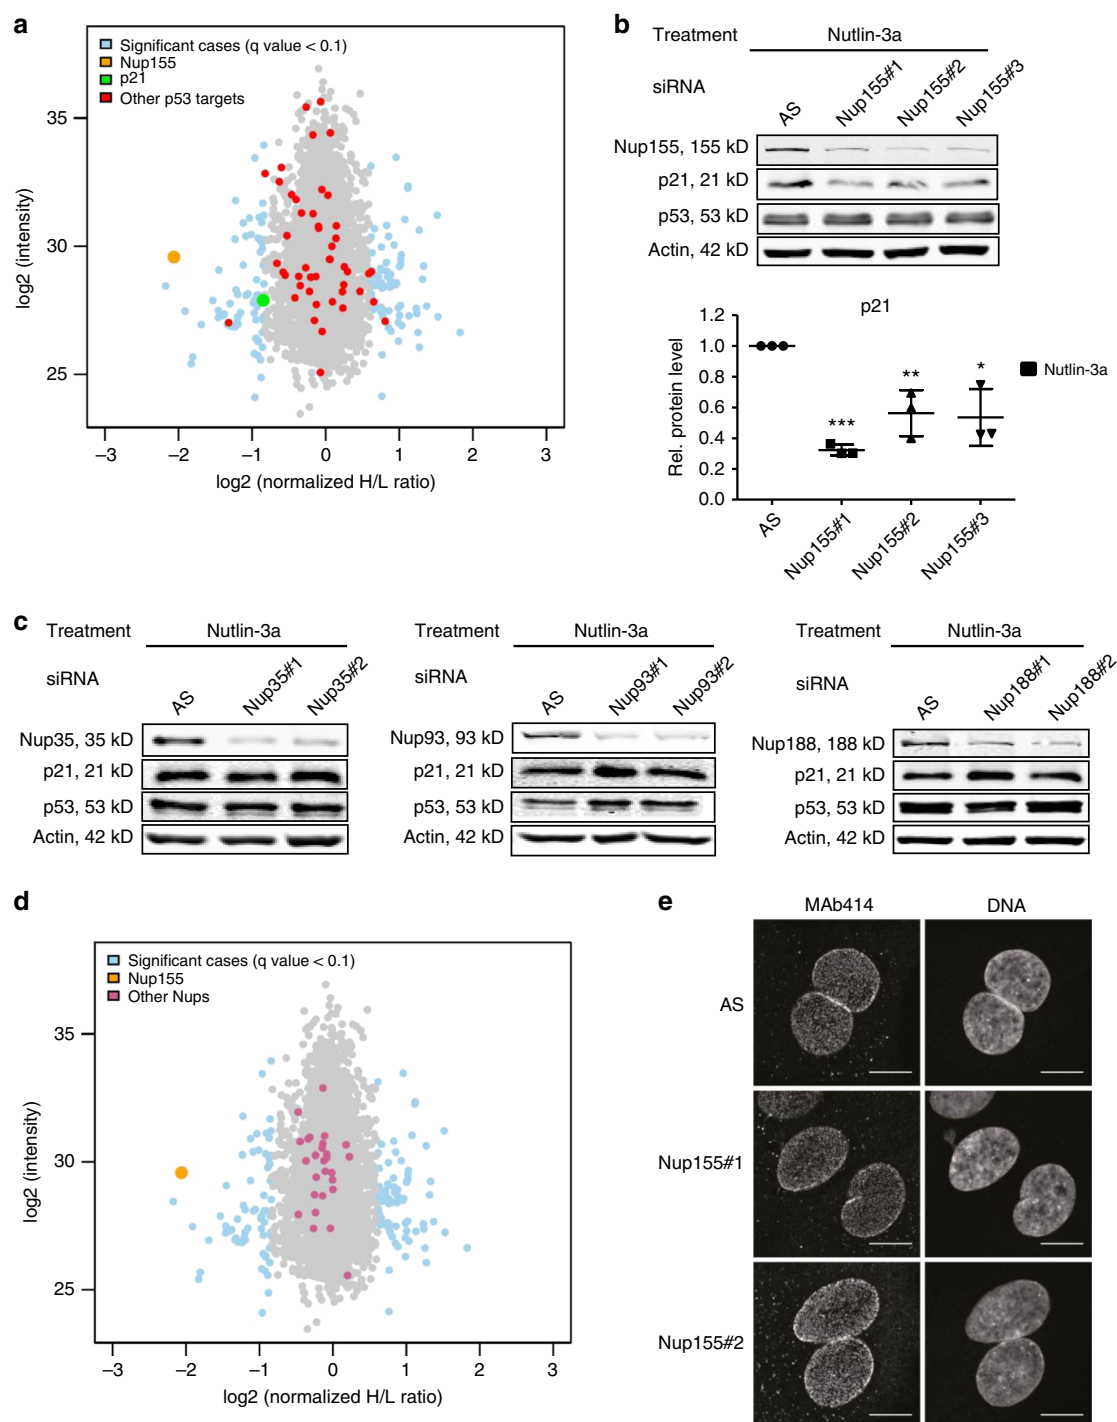 a
Significant cases (q value < 0.1)
Nup155
p21
Other p53 targets
35
30
25
log2 (intensity)
−3 −2 −1 0 1 2 3
log2 (normalized H/L ratio)
b
Treatment Nutlin-3a
siRNA AS Nup155#1 Nup155#2 Nup155#3
Nup155, 155 kD
p21, 21 kD
p53, 53 kD
Actin, 42 kD
p21
1.2
1.0
0.8
0.6
0.4
0.2
0.0
Rel. protein level
*** ** *
Nutlin-3a
AS Nup155#1 Nup155#2 Nup155#3
c
Treatment Nutlin-3a
siRNA AS Nup35#1 Nup35#2
Nup35, 35 kD
p21, 21 kD
p53, 53 kD
Actin, 42 kD
Treatment Nutlin-3a
siRNA AS Nup93#1 Nup93#2
Nup93, 93 kD
p21, 21 kD
p53, 53 kD
Actin, 42 kD
Treatment Nutlin-3a
siRNA AS Nup188#1 Nup188#2
Nup188, 188 kD
p21, 21 kD
p53, 53 kD
Actin, 42 kD
d
Significant cases (q value < 0.1)
Nup155
Other Nups
35
30
25
log2 (intensity)
−3 −2 −1 0 1 2 3
log2 (normalized H/L ratio)
e
MAb414 DNA
AS
Nup155#1
Nup155#2